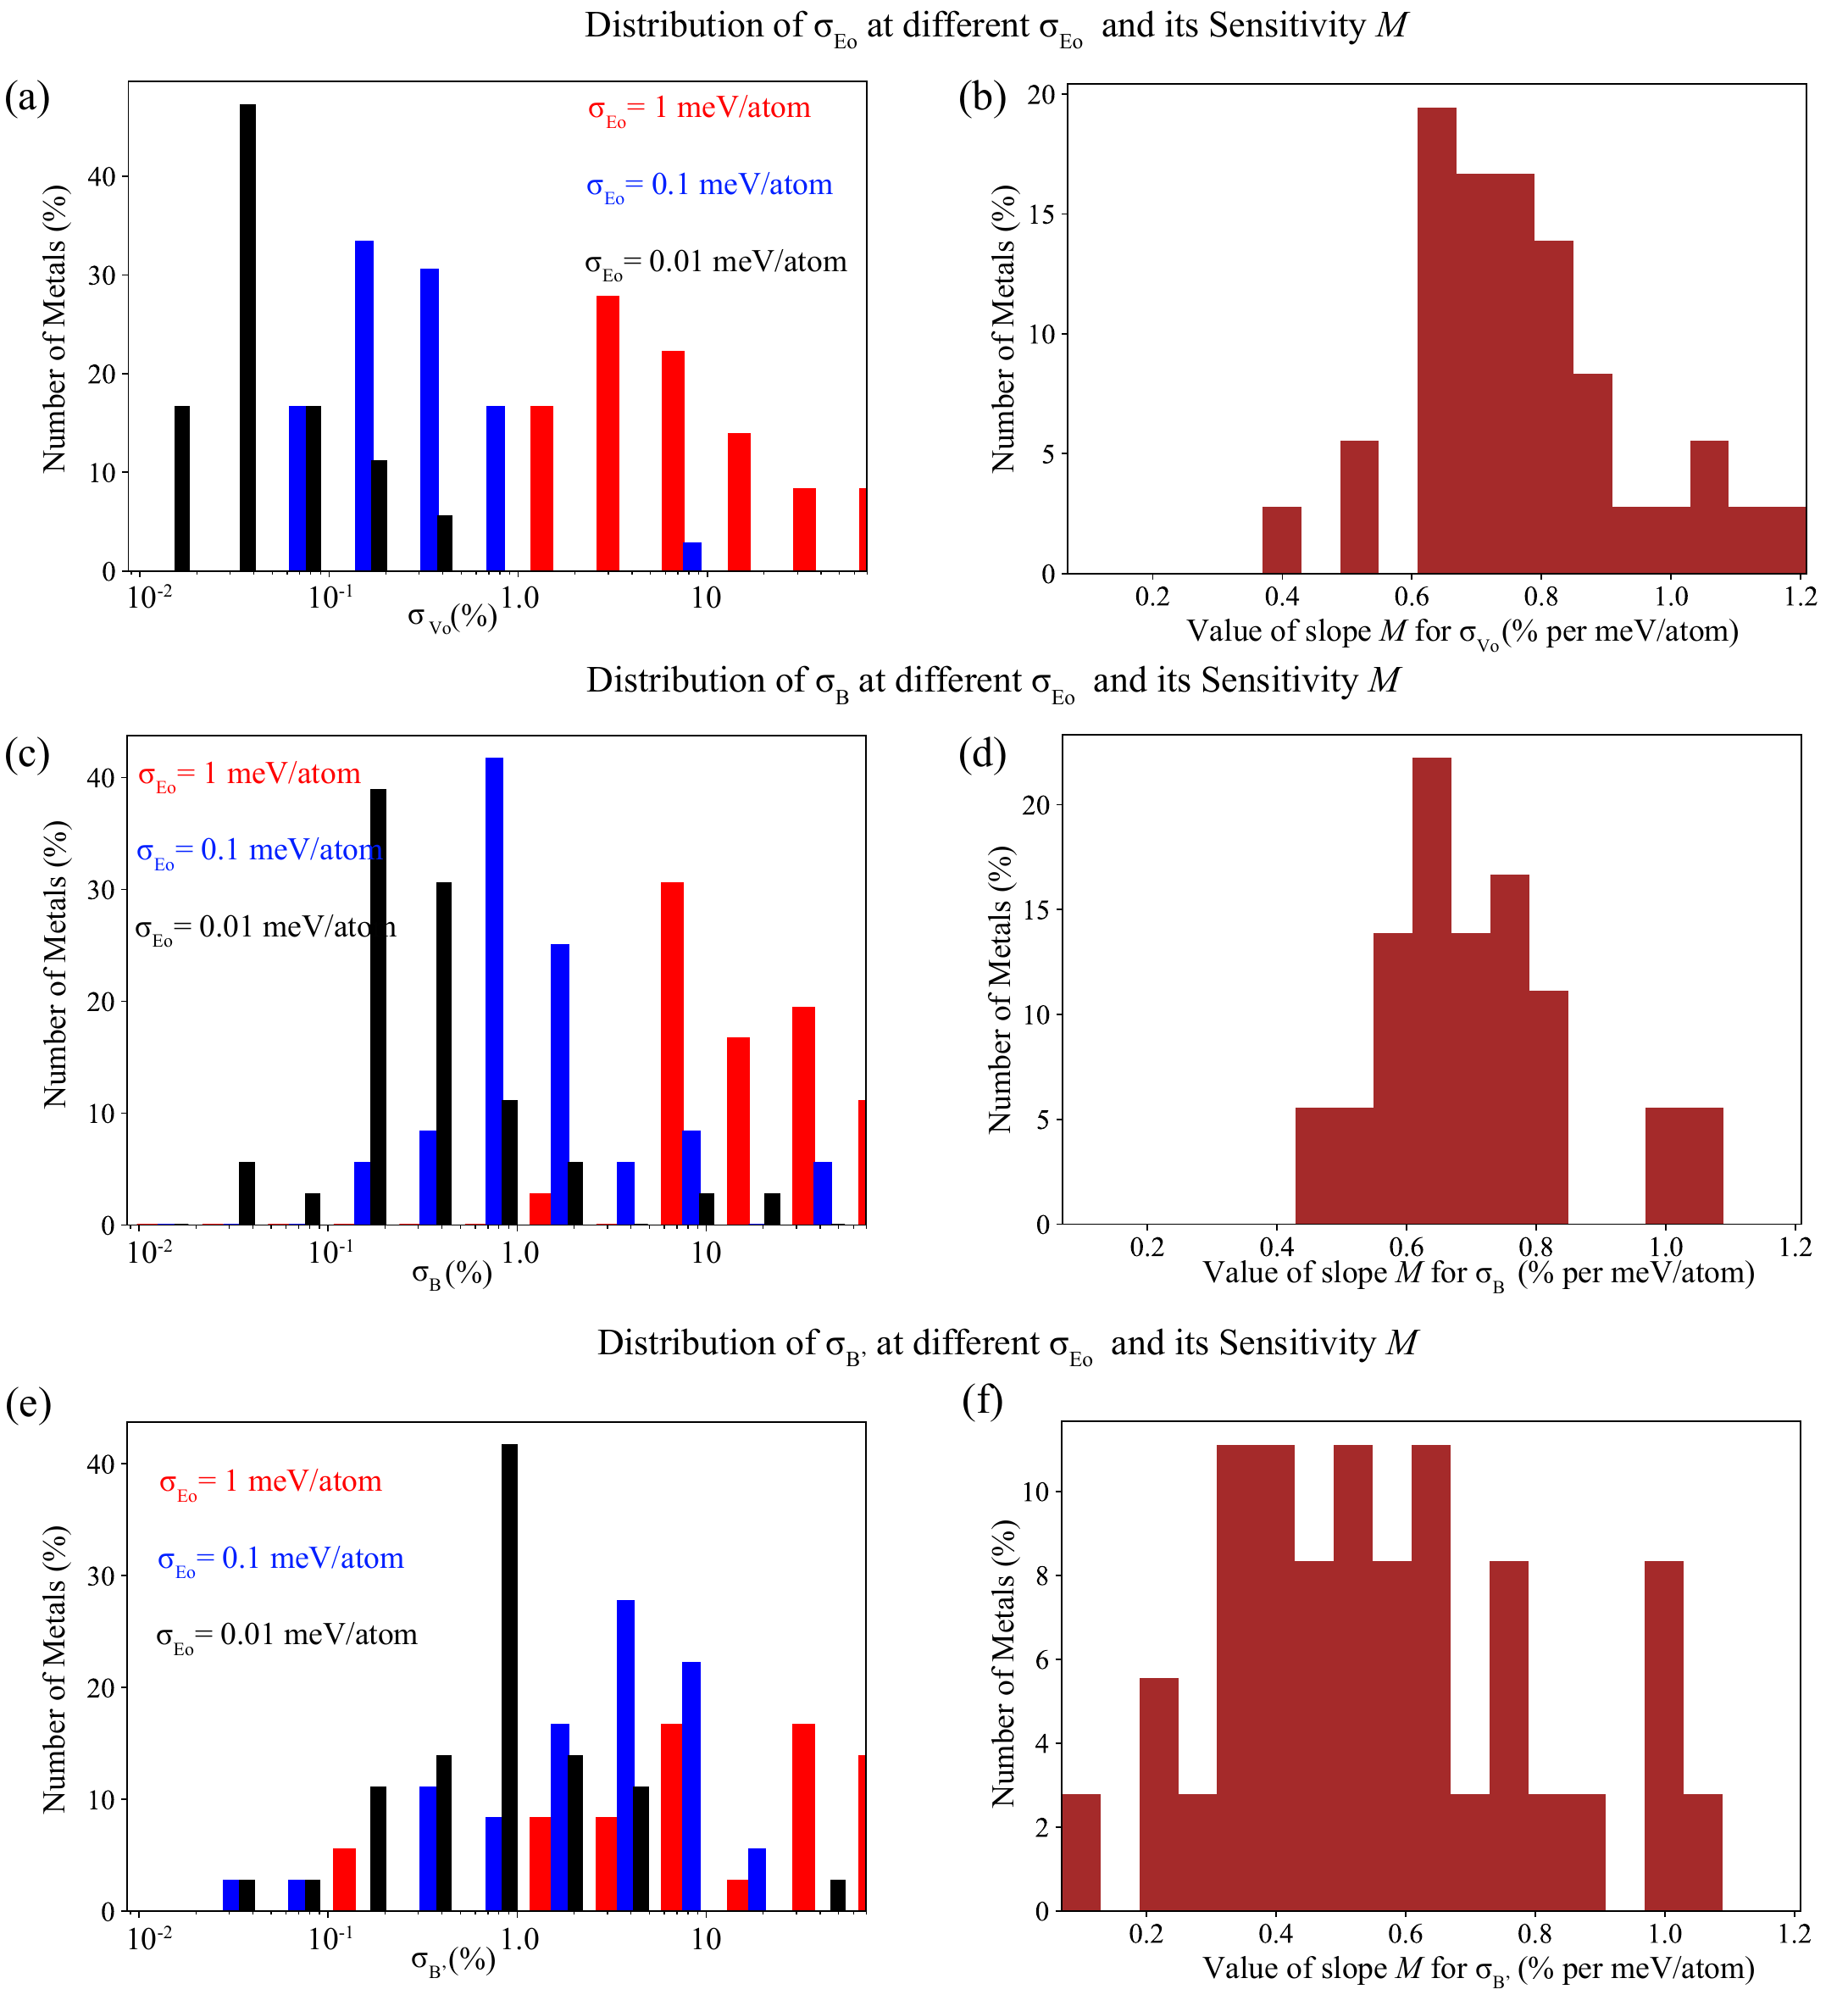 Distribution of σEo at different σEo and its Sensitivity M
(a)
Number of Metals (%)
40
30
20
10
0
σEo= 1 meV/atom
σEo= 0.1 meV/atom
σEo= 0.01 meV/atom
10-2 10-1 1.0 10
σVo(%)
(b)
Number of Metals (%)
20
15
10
5
0
0.2 0.4 0.6 0.8 1.0 1.2
Value of slope M for σVo(% per meV/atom)
Distribution of σB at different σEo and its Sensitivity M
(c)
Number of Metals (%)
40
30
20
10
0
σEo= 1 meV/atom
σEo= 0.1 meV/atom
σEo= 0.01 meV/atom
10-2 10-1 1.0 10
σB(%)
(d)
Number of Metals (%)
20
15
10
5
0
0.2 0.4 0.6 0.8 1.0 1.2
Value of slope M for σB (% per meV/atom)
Distribution of σB’ at different σEo and its Sensitivity M
(e)
Number of Metals (%)
40
30
20
10
0
σEo= 1 meV/atom
σEo= 0.1 meV/atom
σEo= 0.01 meV/atom
10-2 10-1 1.0 10
σB’(%)
(f)
Number of Metals (%)
10
8
6
4
2
0
0.2 0.4 0.6 0.8 1.0 1.2
Value of slope M for σB’ (% per meV/atom)